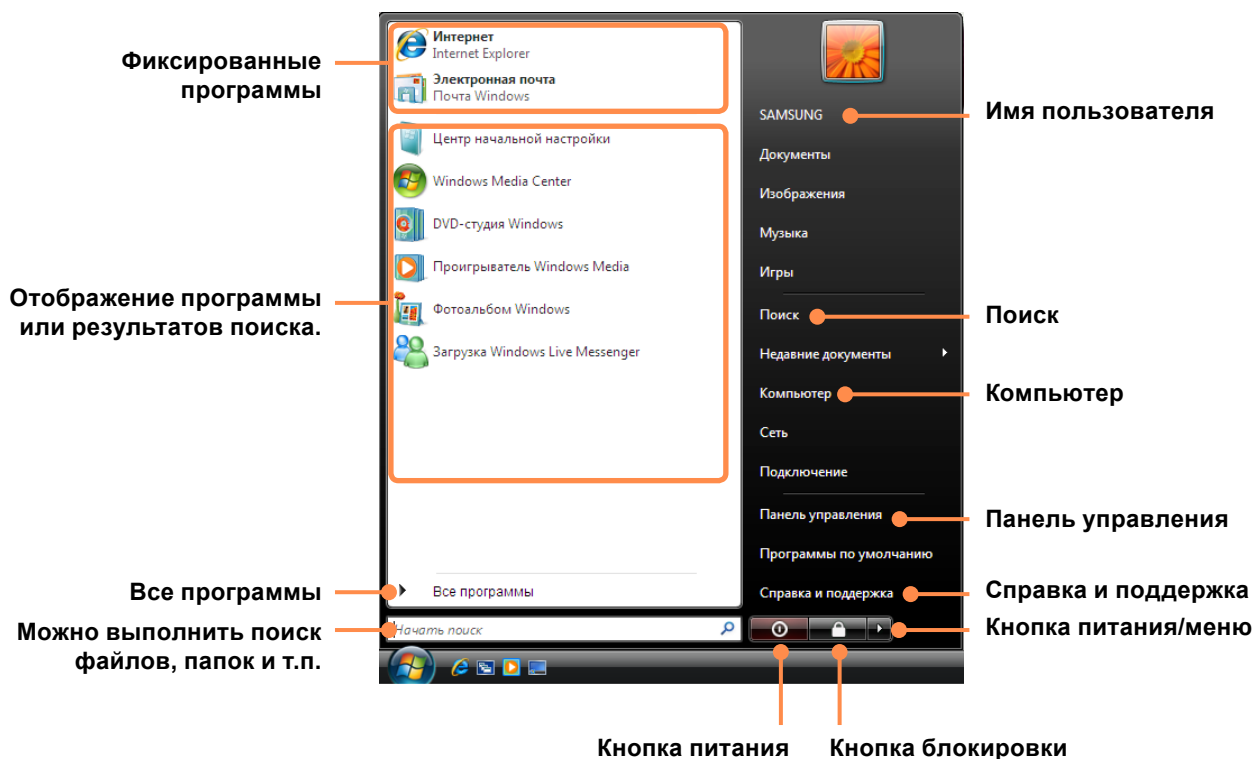 Фиксированные
программы
Отображение программы
или результатов поиска.
Все программы
Можно выполнить поиск
файлов, папок и т.п.
Интернет
Internet Explorer
Электронная почта
Почта Windows
Центр начальной настройки
Windows Media Center
DVD-студия Windows
Проигрыватель Windows Media
Фотоальбом Windows
Загрузка Windows Live Messenger
Все программы
Начать поиск
SAMSUNG
Документы
Изображения
Музыка
Игры
Поиск
Недавние документы
Компьютер
Сеть
Подключение
Панель управления
Программы по умолчанию
Справка и поддержка
Имя пользователя
Поиск
Компьютер
Панель управления
Справка и поддержка
Кнопка питания/меню
Кнопка питания
Кнопка блокировки